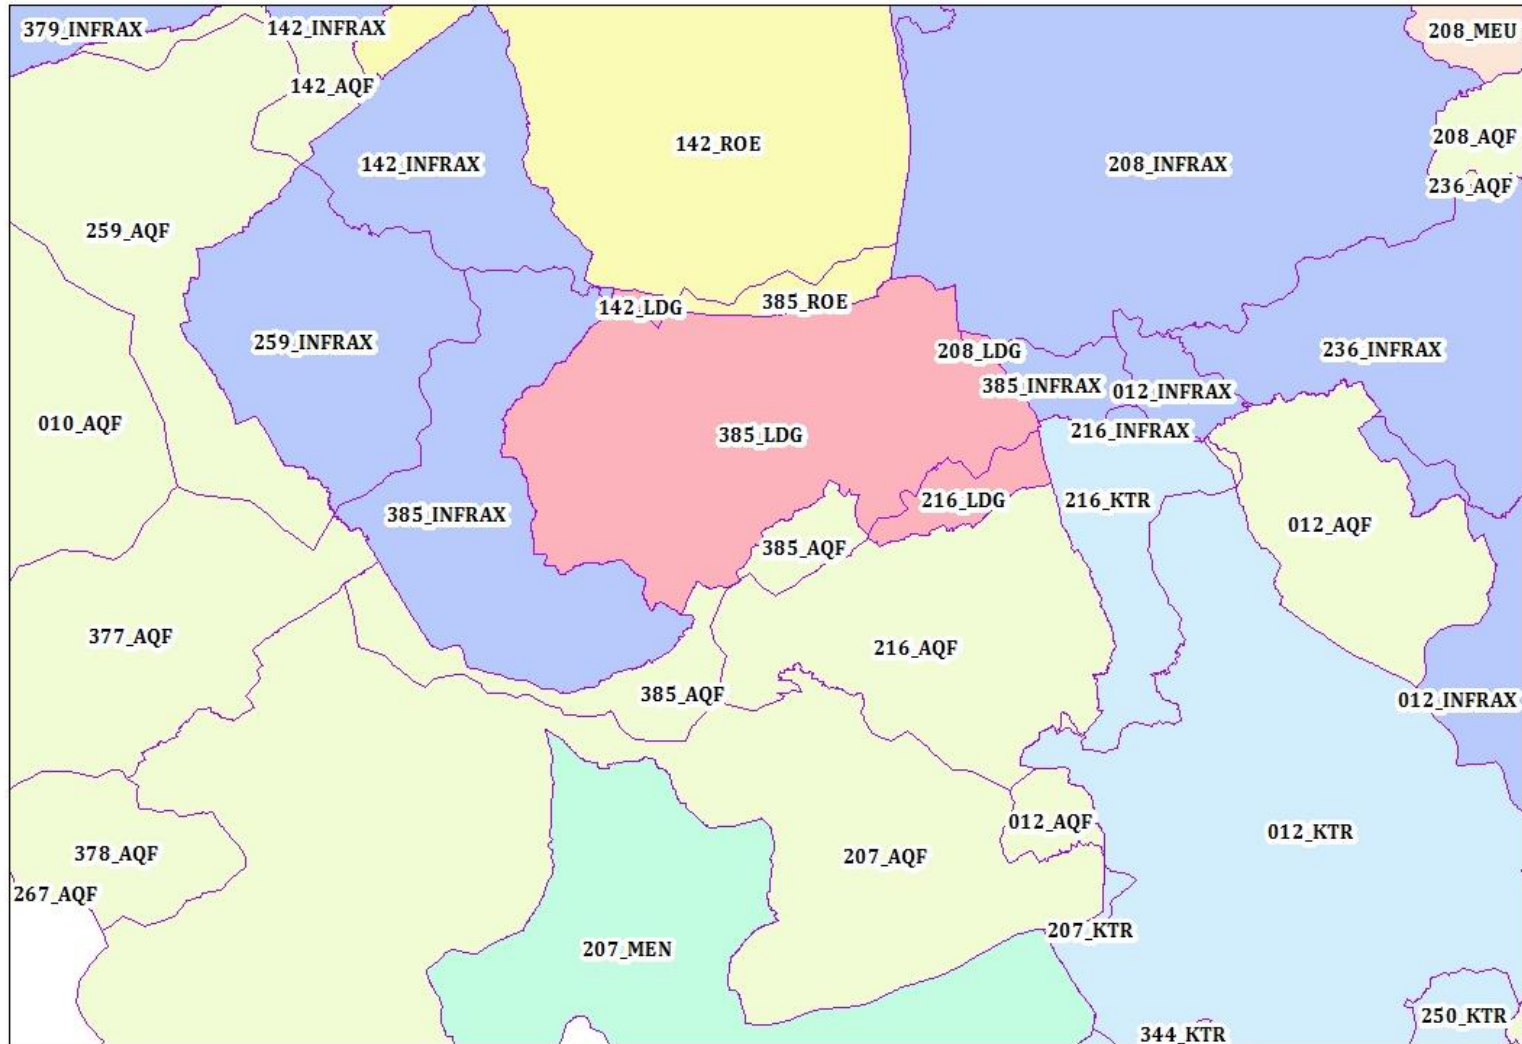 379_INFRAX
142_INFRAX
208_MEU
142_AQF
142_ROE
208_AQF
142_INFRAX
208_INFRAX
236_AQF
259_AQF
142_LDG
385_ROE
259_INFRAX
208_LDG
236_INFRAX
385_INFRAX
012_INFRAX
010_AQF
385_LDG
216_INFRAX
385_INFRAX
216_LDG
216_KTR
012_AQF
385_AQF
377_AQF
216_AQF
385_AQF
012_INFRAX
012_AQF
012_KTR
378_AQF
207_AQF
267_AQF
207_KTR
207_MEN
250_KTR
344_KTR